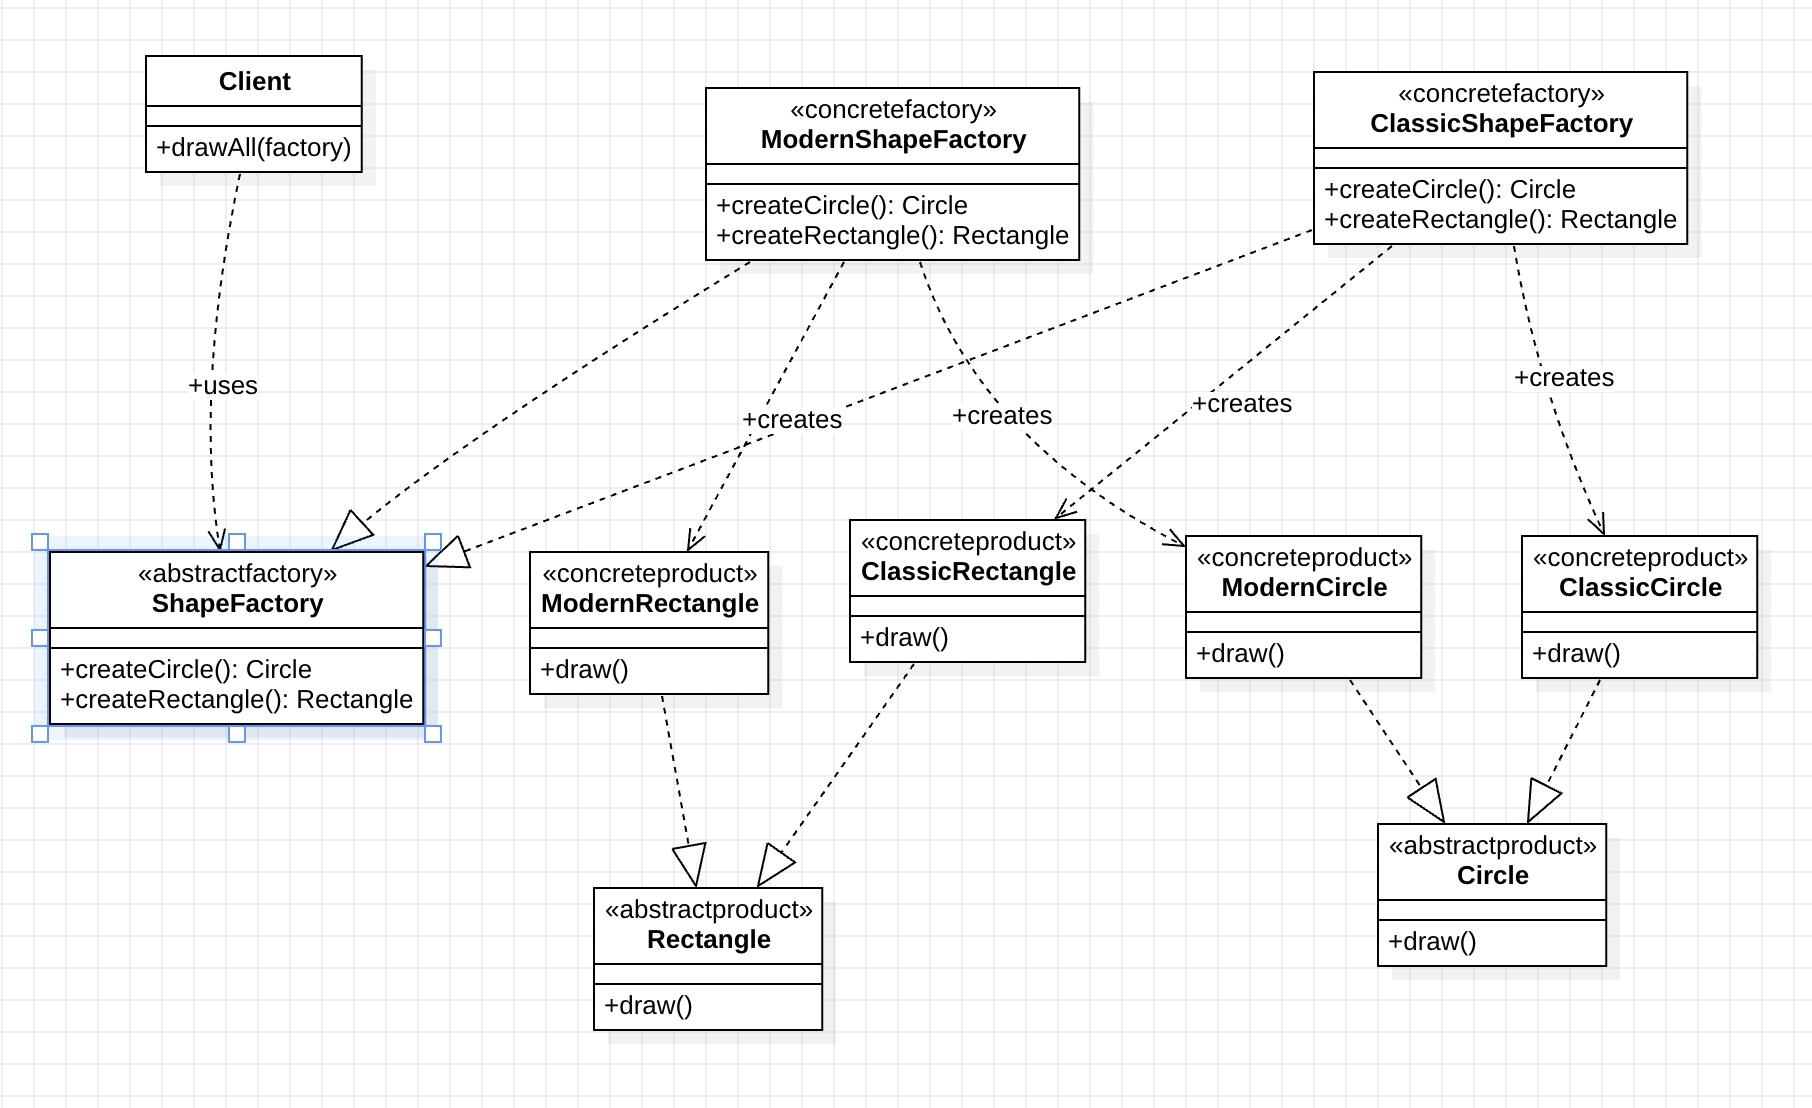 Client
+drawAll(factory)
«concretefactory»
ModernShapeFactory
+createCircle(): Circle
+createRectangle(): Rectangle
«concretefactory»
ClassicShapeFactory
+createCircle(): Circle
+createRectangle(): Rectangle
+uses
+creates
+creates
+creates
+creates
«abstractfactory»
ShapeFactory
+createCircle(): Circle
+createRectangle(): Rectangle
«concreteproduct»
ModernRectangle
+draw()
«concreteproduct»
ClassicRectangle
+draw()
«concreteproduct»
ModernCircle
+draw()
«concreteproduct»
ClassicCircle
+draw()
«abstractproduct»
Rectangle
+draw()
«abstractproduct»
Circle
+draw()